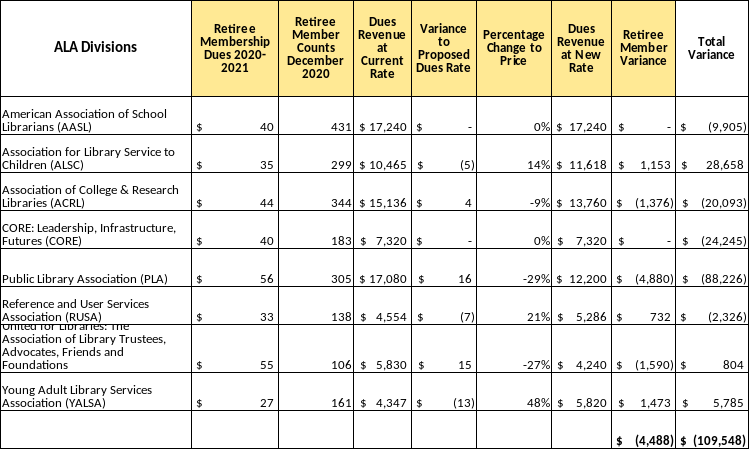 ALA Divisions | Retiree Membership Dues 2020-2021 | Retiree Member Counts December 2020 | Dues Revenue at Current Rate | Variance to Proposed Dues Rate | Percentage Change to Price | Dues Revenue at New Rate | Retiree Member Variance | Total Variance
American Association of School Librarians (AASL) | $ 40 | 431 | $ 17,240 | $ - | 0% | $ 17,240 | $ - | $ (9,905)
Association for Library Service to Children (ALSC) | $ 35 | 299 | $ 10,465 | $ (5) | 14% | $ 11,618 | $ 1,153 | $ 28,658
Association of College & Research Libraries (ACRL) | $ 44 | 344 | $ 15,136 | $ 4 | -9% | $ 13,760 | $ (1,376) | $ (20,093)
CORE: Leadership, Infrastructure, Futures (CORE) | $ 40 | 183 | $ 7,320 | $ - | 0% | $ 7,320 | $ - | $ (24,245)
Public Library Association (PLA) | $ 56 | 305 | $ 17,080 | $ 16 | -29% | $ 12,200 | $ (4,880) | $ (88,226)
Reference and User Services Association (RUSA) | $ 33 | 138 | $ 4,554 | $ (7) | 21% | $ 5,286 | $ 732 | $ (2,326)
United for Libraries: The Association of Library Trustees, Advocates, Friends and Foundations | $ 55 | 106 | $ 5,830 | $ 15 | -27% | $ 4,240 | $ (1,590) | $ 804
Young Adult Library Services Association (YALSA) | $ 27 | 161 | $ 4,347 | $ (13) | 48% | $ 5,820 | $ 1,473 | $ 5,785
$ (4,488) | $ (109,548)